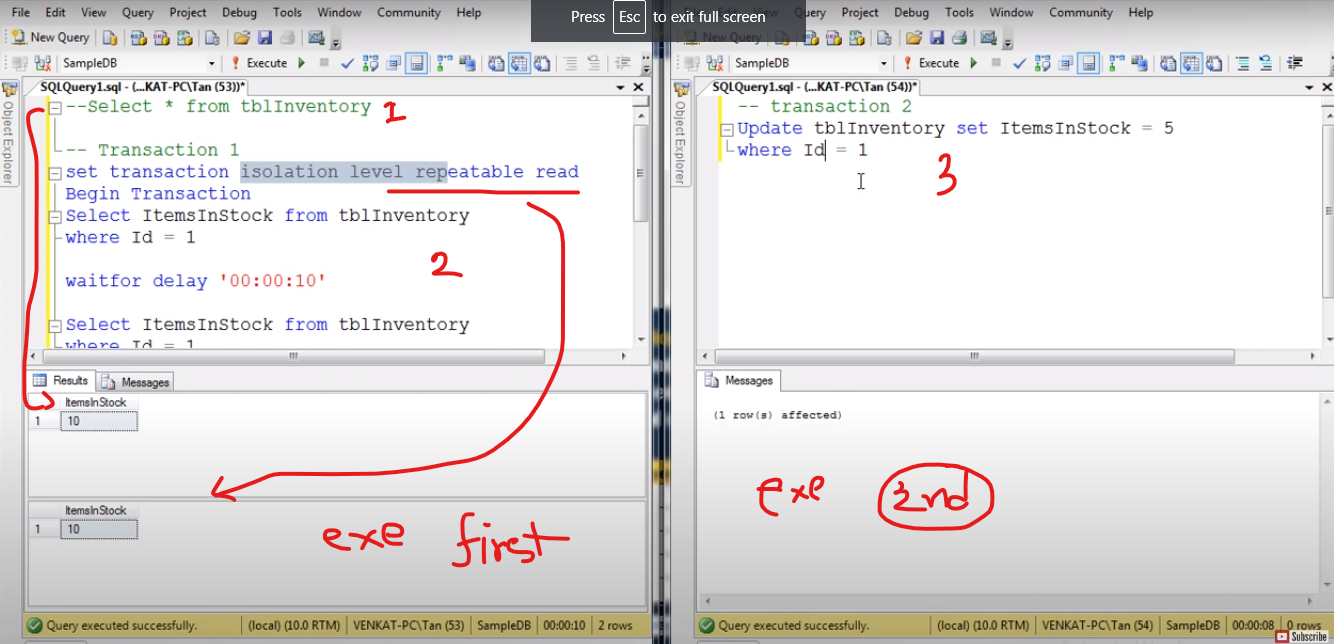 Press Esc to exit full screen
File Edit View Query Project Debug Tools Window Community Help
New Query
SampleDB Execute
SQLQuery1.sql - (...KAT-PC\Tan (53))*
Object Explorer
--Select * from tblInventory 1
-- Transaction 1
set transaction isolation level repeatable read
Begin Transaction
Select ItemsInStock from tblInventory
where Id = 1
2
waitfor delay '00:00:10'
Select ItemsInStock from tblInventory
where Id = 1
Results Messages
ItemsInStock
1 10
ItemsInStock
1 10
exe first
Query executed successfully. (local) (10.0 RTM) VENKAT-PC\Tan (53) SampleDB 00:00:10 2 rows
Query Project Debug Tools Window Community Help
New Query
SampleDB Execute
SQLQuery1.sql - (...KAT-PC\Tan (54))*
Object Explorer
-- transaction 2
Update tblInventory set ItemsInStock = 5
where Id = 1
3
Messages
(1 row(s) affected)
exe 2nd
Query executed successfully. (local) (10.0 RTM) VENKAT-PC\Tan (54) SampleDB 00:00:08 0 rows
Subscribe